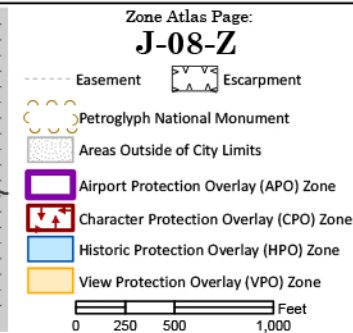 Zone Atlas Page:
J-08-Z
Easement Escarpment
Petroglyph National Monument
Areas Outside of City Limits
Airport Protection Overlay (APO) Zone
Character Protection Overlay (CPO) Zone
Historic Protection Overlay (HPO) Zone
View Protection Overlay (VPO) Zone
Feet
0 250 500 1,000